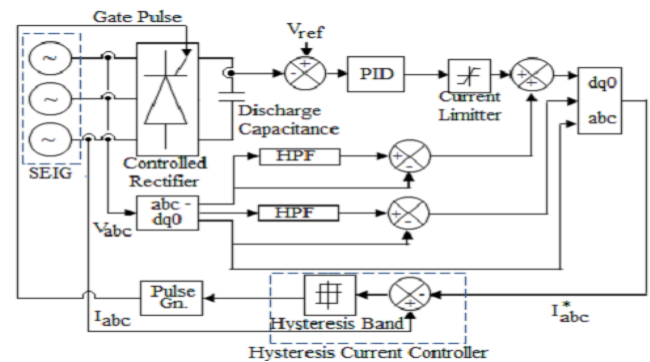 Gate Pulse
Vref
~
~
~
SEIG
Controlled
Rectifier
Discharge
Capacitance
-
+
PID
Current
Limitter
+
+
dq0
abc
HPF
+
-
Vabc
abc -
dq0
HPF
+
-
Pulse
Gn.
Iabc
Hysteresis Band
-
+
I*abc
Hysteresis Current Controller